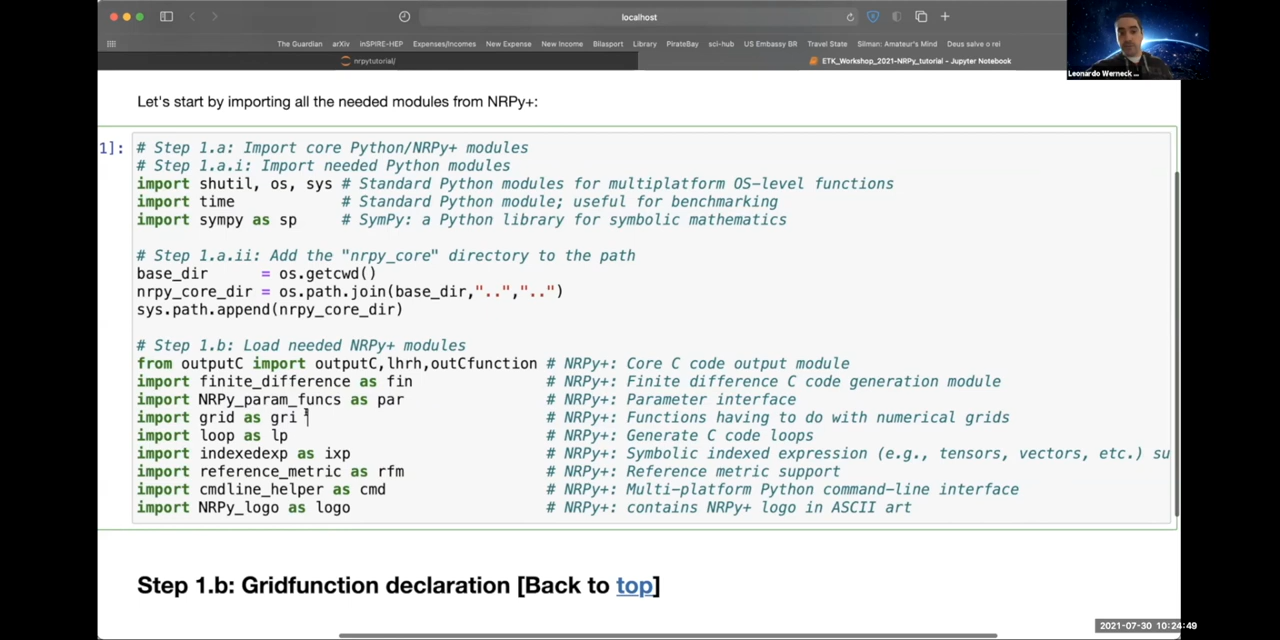 localhost
The Guardian arXiv inSPIRE-HEP Expenses/Incomes New Expense New Income Bilasport Library PirateBay sci-hub US Embassy BR Travel State Silman: Amateur's Mind Deus salve o rei
nrpytutorial/
ETK_Workshop_2021-NRPy_tutorial - Jupyter Notebook
Leonardo Werneck ...
Let's start by importing all the needed modules from NRPy+:
1]:
# Step 1.a: Import core Python/NRPy+ modules
# Step 1.a.i: Import needed Python modules
import shutil, os, sys # Standard Python modules for multiplatform OS-level functions
import time # Standard Python module; useful for benchmarking
import sympy as sp # SymPy: a Python library for symbolic mathematics
# Step 1.a.ii: Add the "nrpy_core" directory to the path
base_dir = os.getcwd()
nrpy_core_dir = os.path.join(base_dir,"..","..")
sys.path.append(nrpy_core_dir)
# Step 1.b: Load needed NRPy+ modules
from outputC import outputC,lhrh,outCfunction # NRPy+: Core C code output module
import finite_difference as fin # NRPy+: Finite difference C code generation module
import NRPy_param_funcs as par # NRPy+: Parameter interface
import grid as gri # NRPy+: Functions having to do with numerical grids
import loop as lp # NRPy+: Generate C code loops
import indexedexp as ixp # NRPy+: Symbolic indexed expression (e.g., tensors, vectors, etc.) su
import reference_metric as rfm # NRPy+: Reference metric support
import cmdline_helper as cmd # NRPy+: Multi-platform Python command-line interface
import NRPy_logo as logo # NRPy+: contains NRPy+ logo in ASCII art
Step 1.b: Gridfunction declaration [Back to top]
2021-07-30 10:24:49